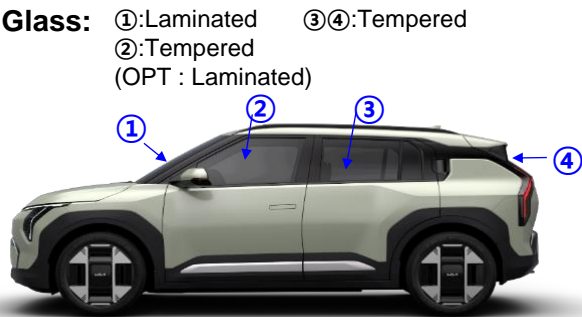 Glass: ①:Laminated ③④:Tempered
②:Tempered
(OPT : Laminated)
②
③
①
④